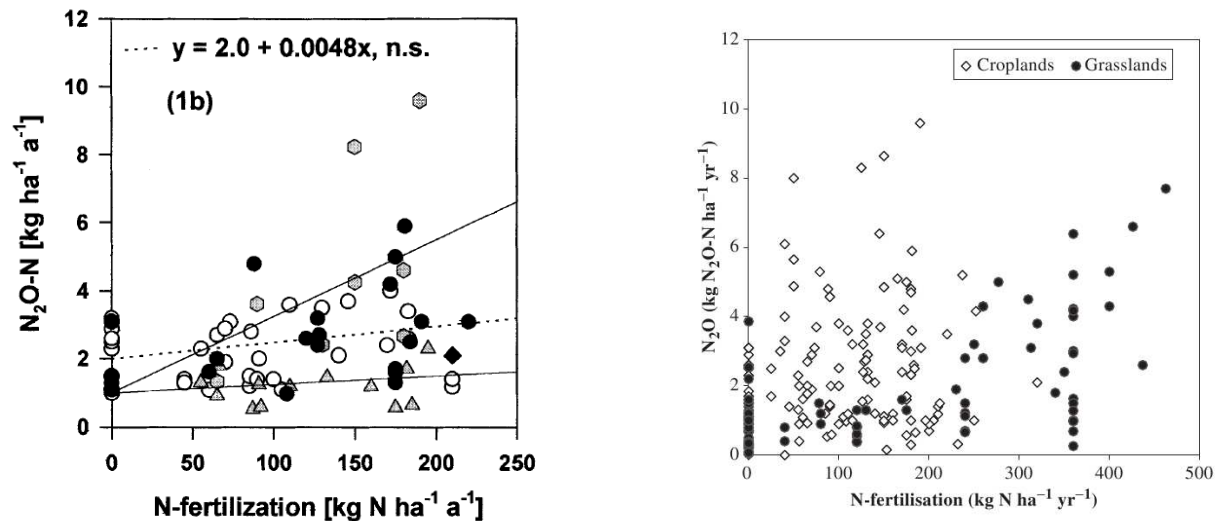 12
10
8
6
4
2
0
y = 2.0 + 0.0048x, n.s.
(1b)
N₂O-N [kg ha⁻¹ a⁻¹]
0 50 100 150 200 250
N-fertilization [kg N ha⁻¹ a⁻¹]
12
10
8
6
4
2
0
Croplands Grasslands
N₂O (kg N₂O-N ha⁻¹ yr⁻¹)
0 100 200 300 400 500
N-fertilisation (kg N ha⁻¹ yr⁻¹)